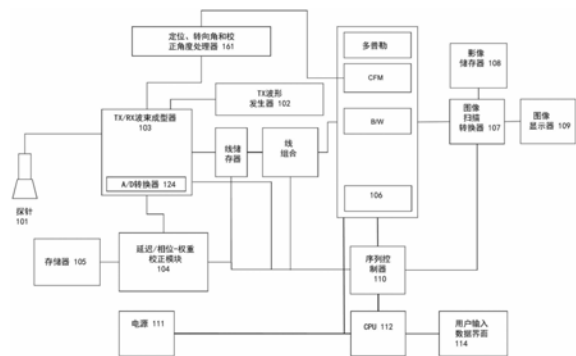 定位、转向角和校
正角度处理器 161
多普勒
影像
储存器 108
CFM
TX波形
发生器 102
TX/RX波束成型器
103
B/W
图像
扫描
转换器
107
图像
显示器 109
线储
存器
线
组合
A/D转换器 124
106
探针
101
存储器 105
延迟/相位-权重
校正模块
104
序列控
制器
110
电源 111
CPU 112
用户输入
数据界面
114